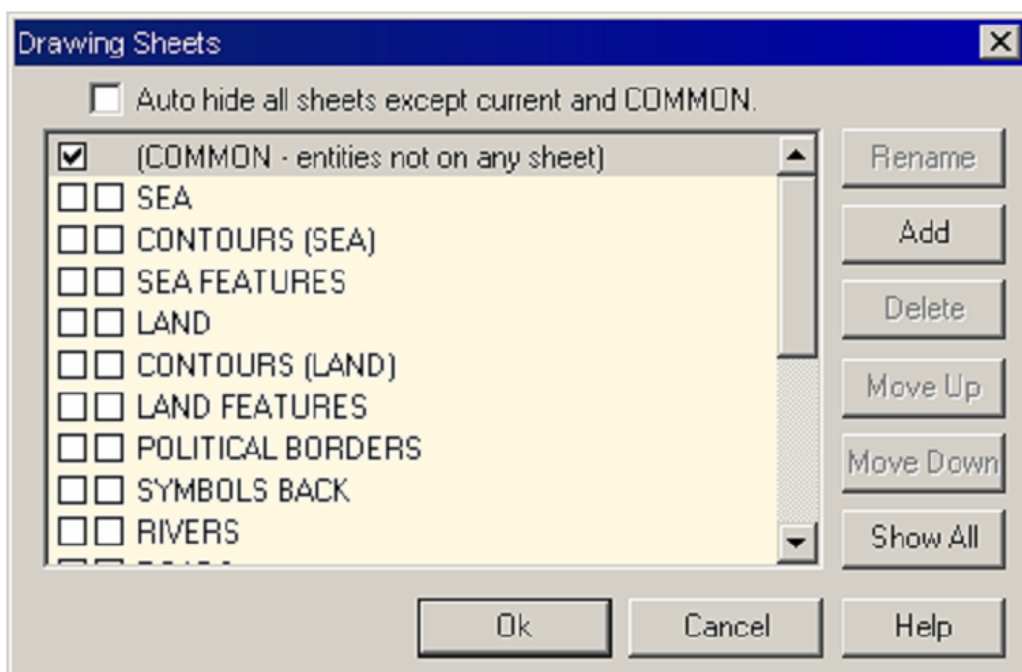 Drawing Sheets
Auto hide all sheets except current and COMMON.
(COMMON - entities not on any sheet)
SEA
CONTOURS (SEA)
SEA FEATURES
LAND
CONTOURS (LAND)
LAND FEATURES
POLITICAL BORDERS
SYMBOLS BACK
RIVERS
Rename
Add
Delete
Move Up
Move Down
Show All
Ok
Cancel
Help